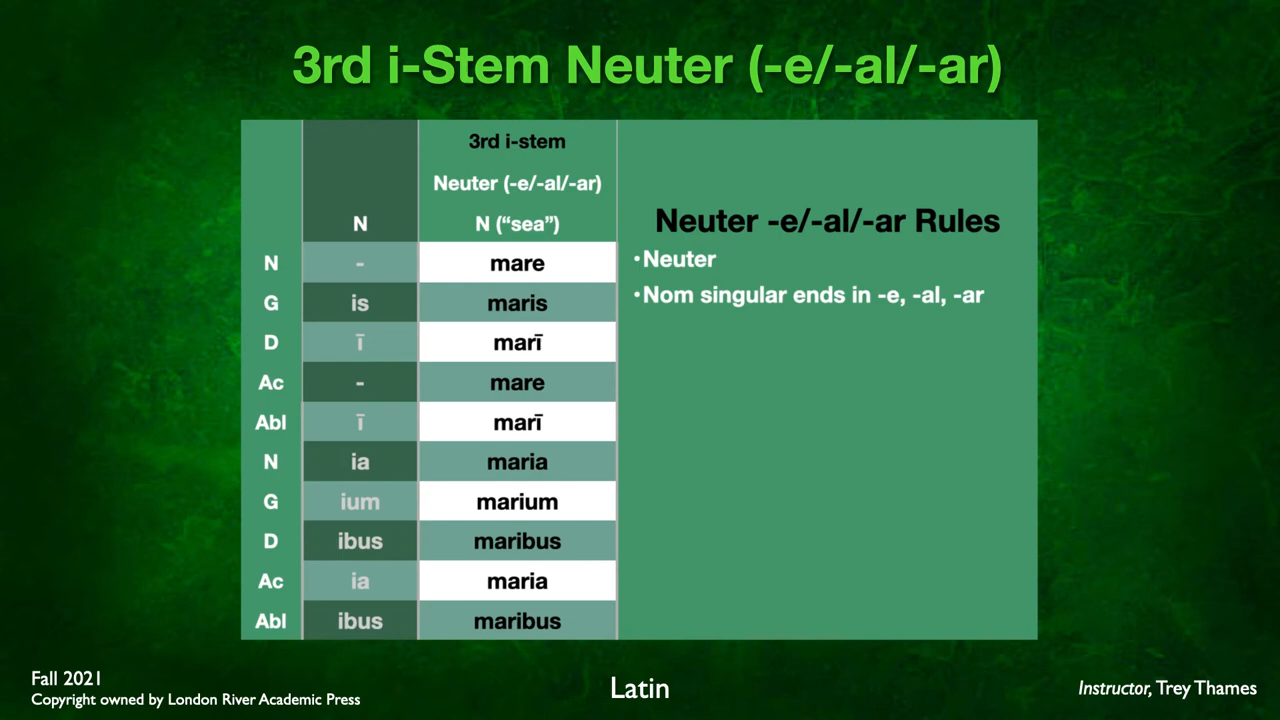 3rd i-Stem Neuter (-e/-al/-ar)
3rd i-stem
Neuter (-e/-al/-ar)
N N (“sea”)
N - mare
G is maris
D ī marī
Ac - mare
Abl ī marī
N ia maria
G ium marium
D ibus maribus
Ac ia maria
Abl ibus maribus
Neuter -e/-al/-ar Rules
•Neuter
•Nom singular ends in -e, -al, -ar
Fall 2021
Copyright owned by London River Academic Press
Latin
Instructor, Trey Thames